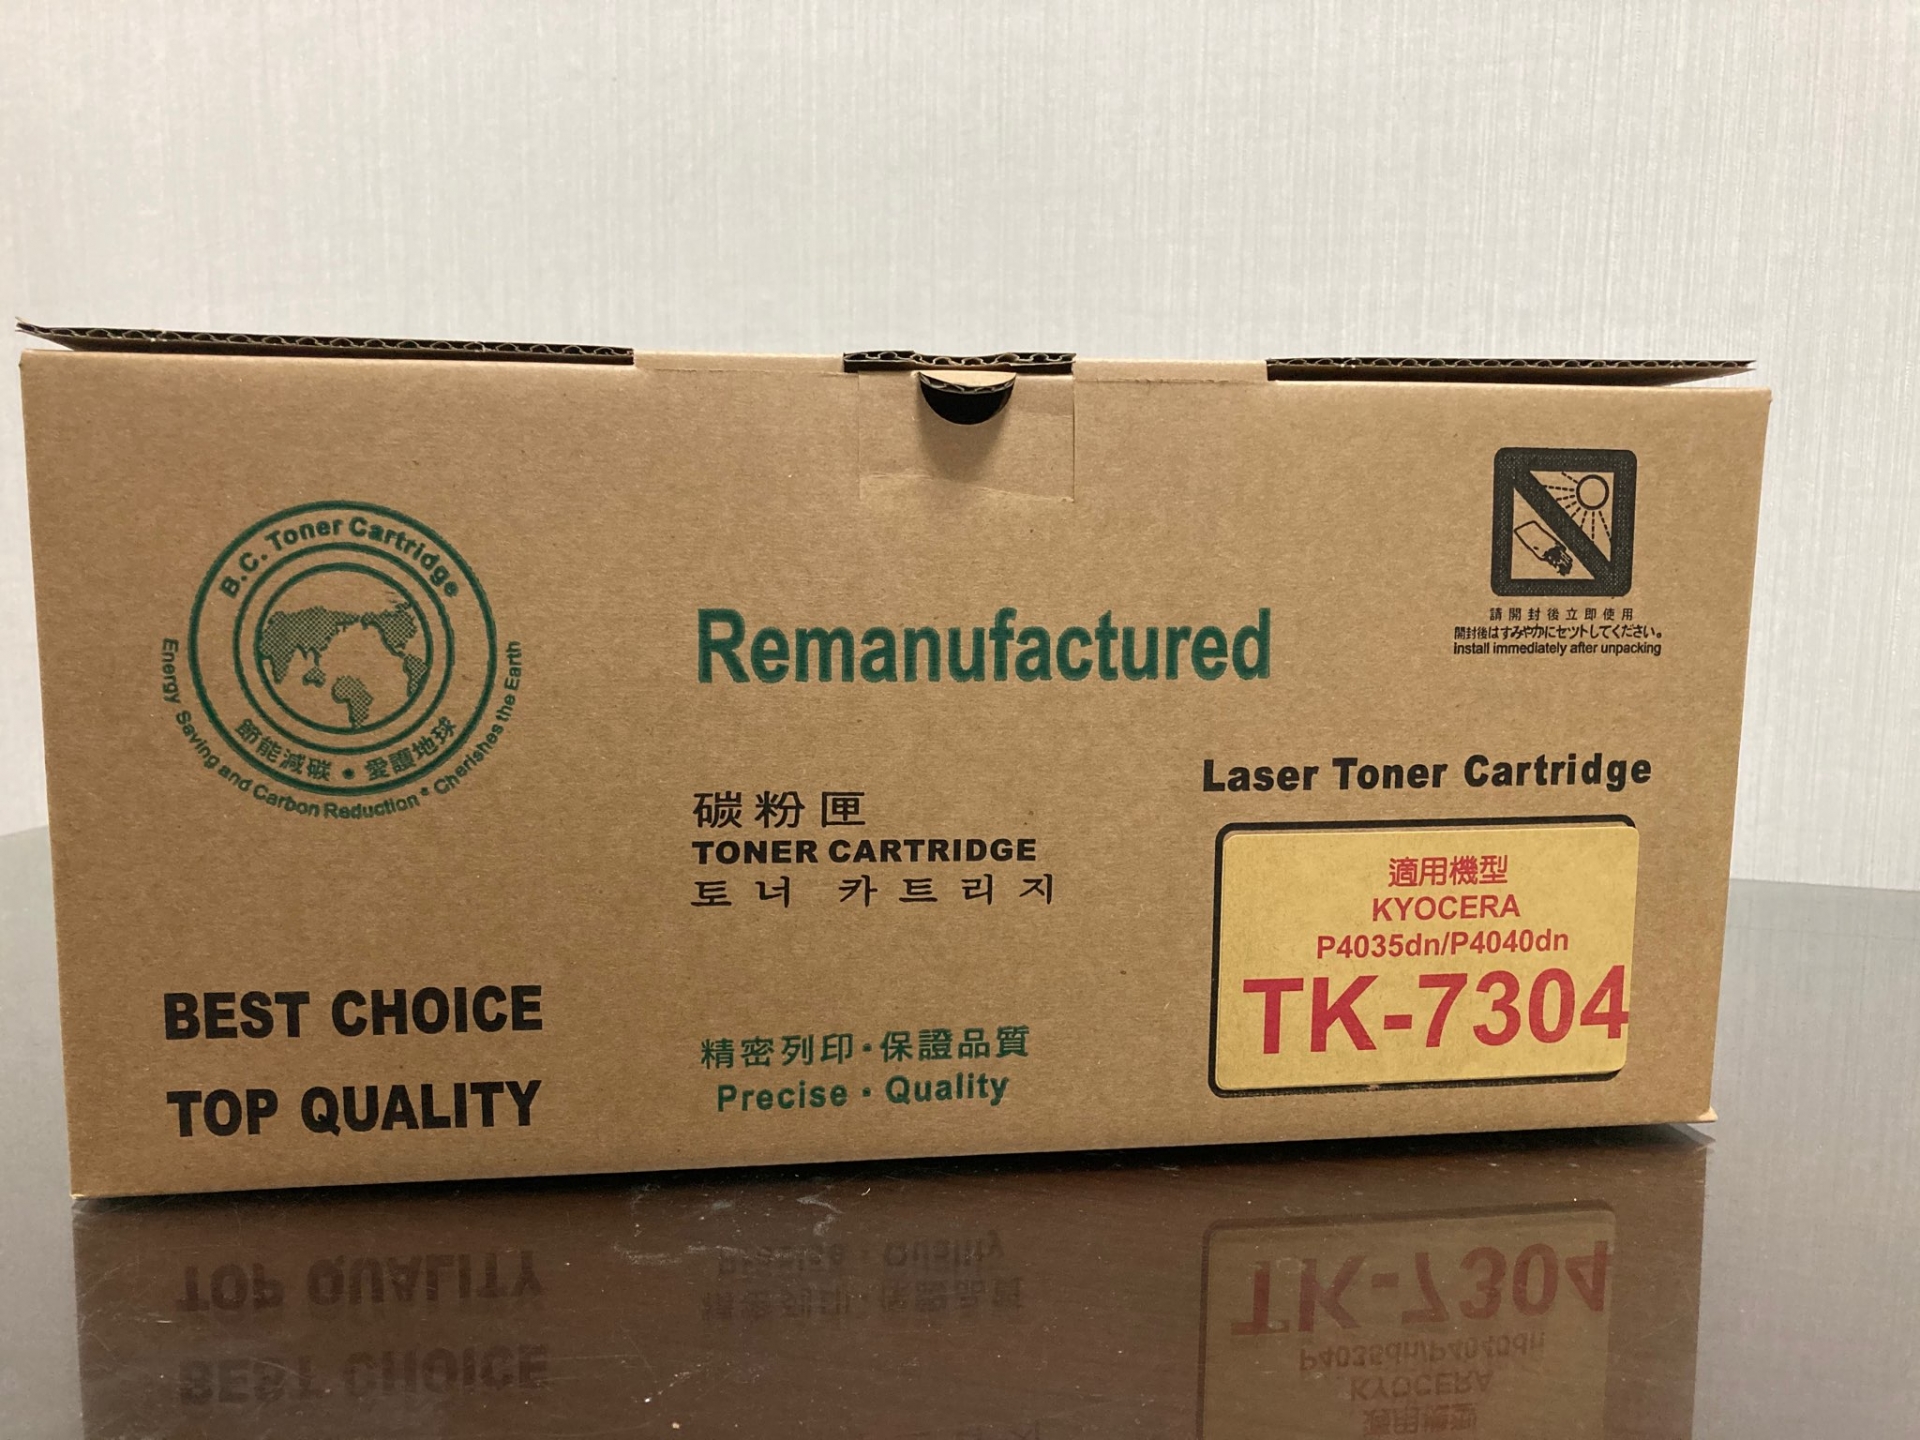 B.C. Toner Cartridge
節能減碳 • 愛護地球
Energy Saving and Carbon Reduction • Cherishes the Earth
Remanufactured
請開封後立即使用
開封後はすみやかにセットしてください。
Install immediately after unpacking
Laser Toner Cartridge
碳粉匣
TONER CARTRIDGE
토너 카트리지
適用機型
KYOCERA
P4035dn/P4040dn
TK-7304
BEST CHOICE
TOP QUALITY
精密列印·保證品質
Precise · Quality